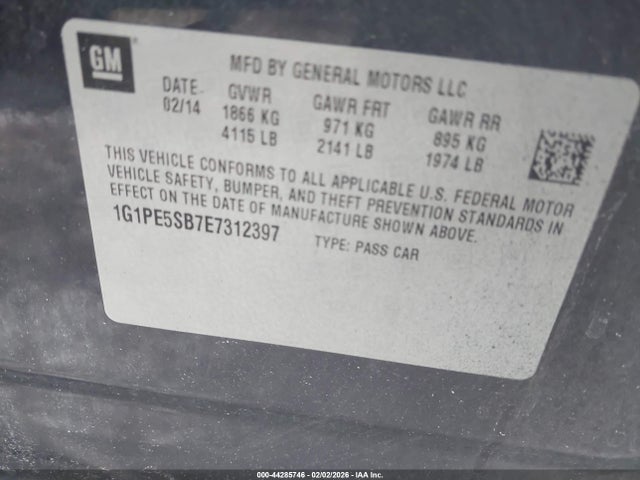 GM
MFD BY GENERAL MOTORS LLC
DATE GVWR GAWR FRT GAWR RR
02/14 1866 KG 971 KG 895 KG
4115 LB 2141 LB 1974 LB
THIS VEHICLE CONFORMS TO ALL APPLICABLE U.S. FEDERAL MOTOR
VEHICLE SAFETY, BUMPER, AND THEFT PREVENTION STANDARDS IN
EFFECT ON THE DATE OF MANUFACTURE SHOWN ABOVE.
1G1PE5SB7E7312397 TYPE: PASS CAR
000-44285746 - 02/02/2026 - IAA Inc.